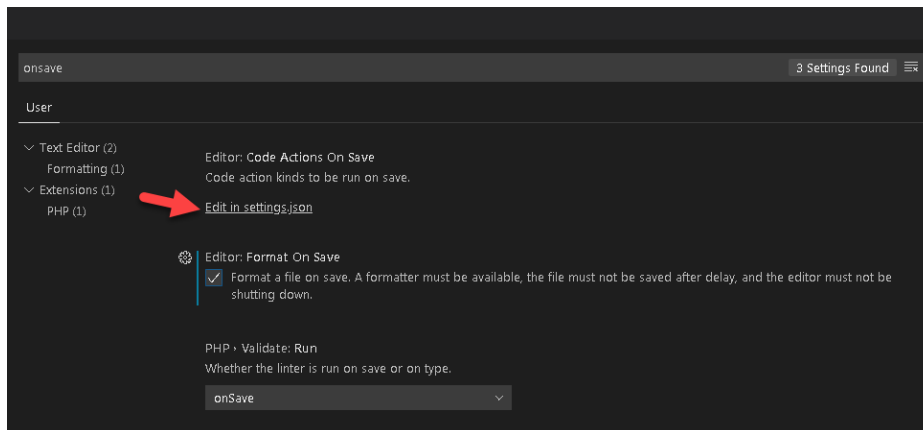 onsave
3 Settings Found
User
Text Editor (2)
Formatting (1)
Extensions (1)
PHP (1)
Editor: Code Actions On Save
Code action kinds to be run on save.
Edit in settings.json
Editor: Format On Save
Format a file on save. A formatter must be available, the file must not be saved after delay, and the editor must not be
shutting down.
PHP › Validate: Run
Whether the linter is run on save or on type.
onSave